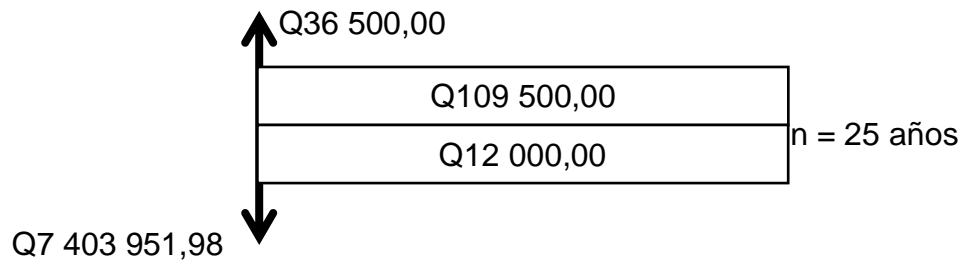 Q36 500,00
Q109 500,00
n = 25 años
Q12 000,00
Q7 403 951,98